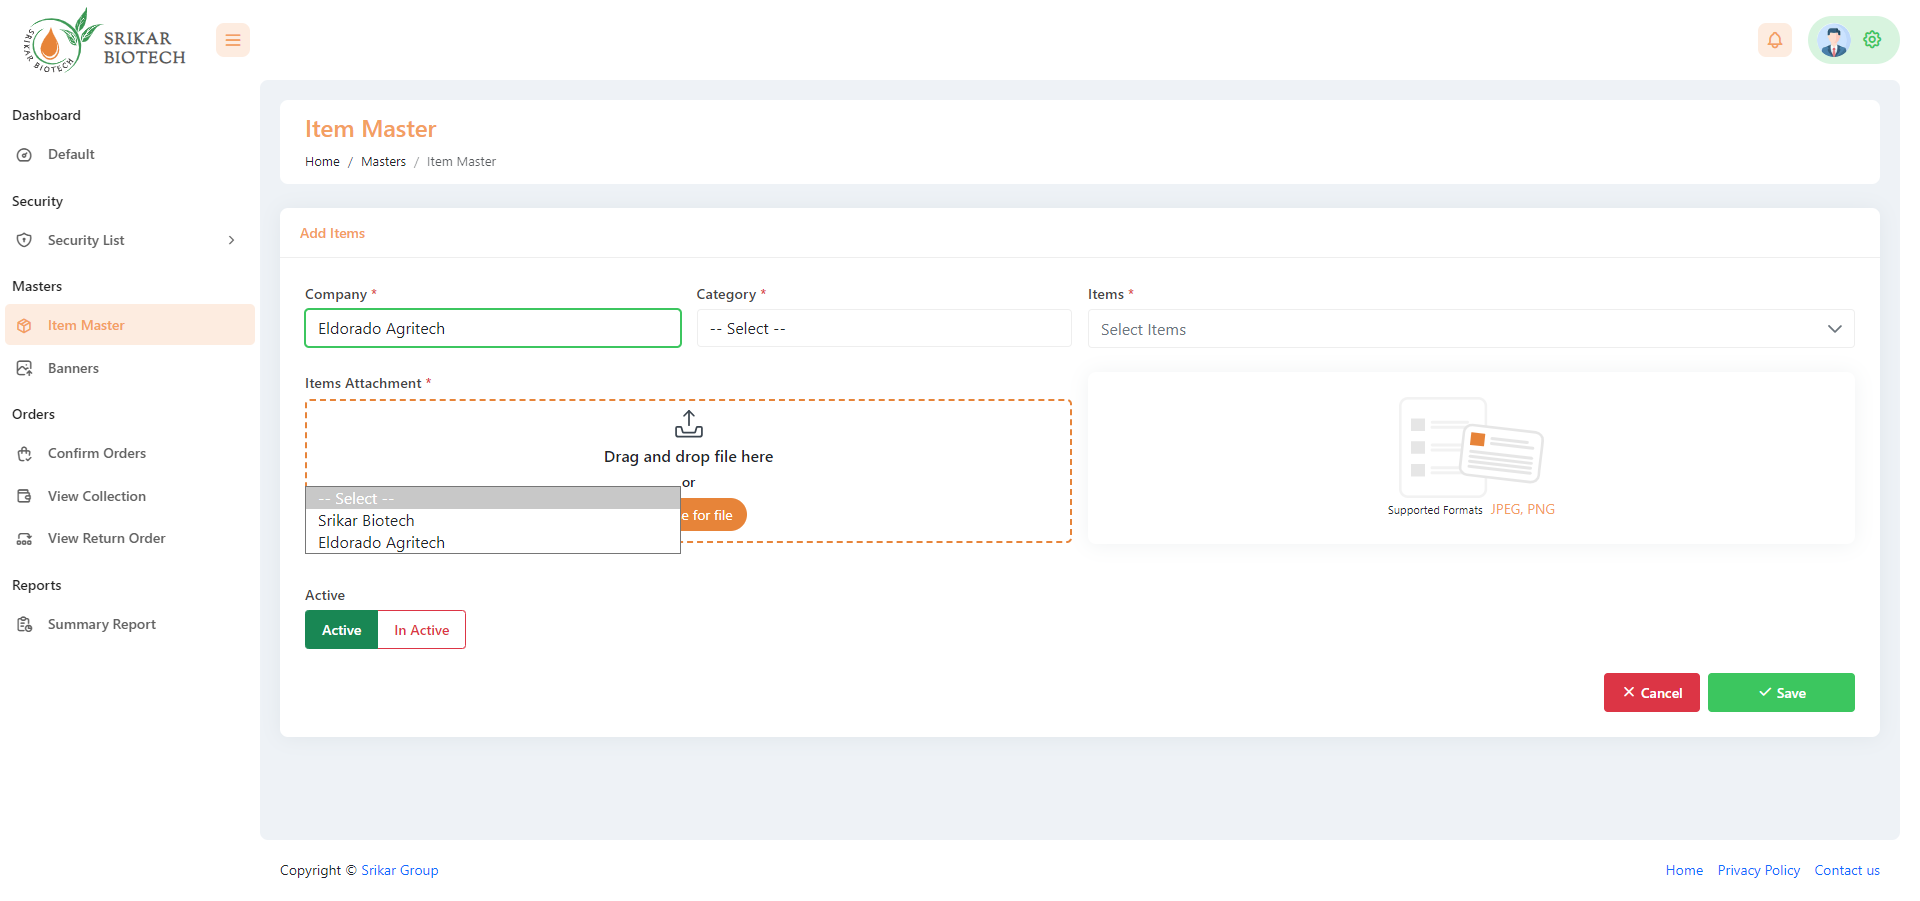 SRIKAR BIOTECH
SRIKAR
BIOTECH
Dashboard
Default
Security
Security List
Masters
Item Master
Banners
Orders
Confirm Orders
View Collection
View Return Order
Reports
Summary Report
Item Master
Home / Masters / Item Master
Add Items
Company * Category * Items *
Eldorado Agritech -- Select -- Select Items
Items Attachment *
Drag and drop file here
or
e for file
-- Select --
Srikar Biotech
Eldorado Agritech
Supported Formats JPEG, PNG
Active
Active In Active
Cancel Save
Copyright © Srikar Group Home Privacy Policy Contact us